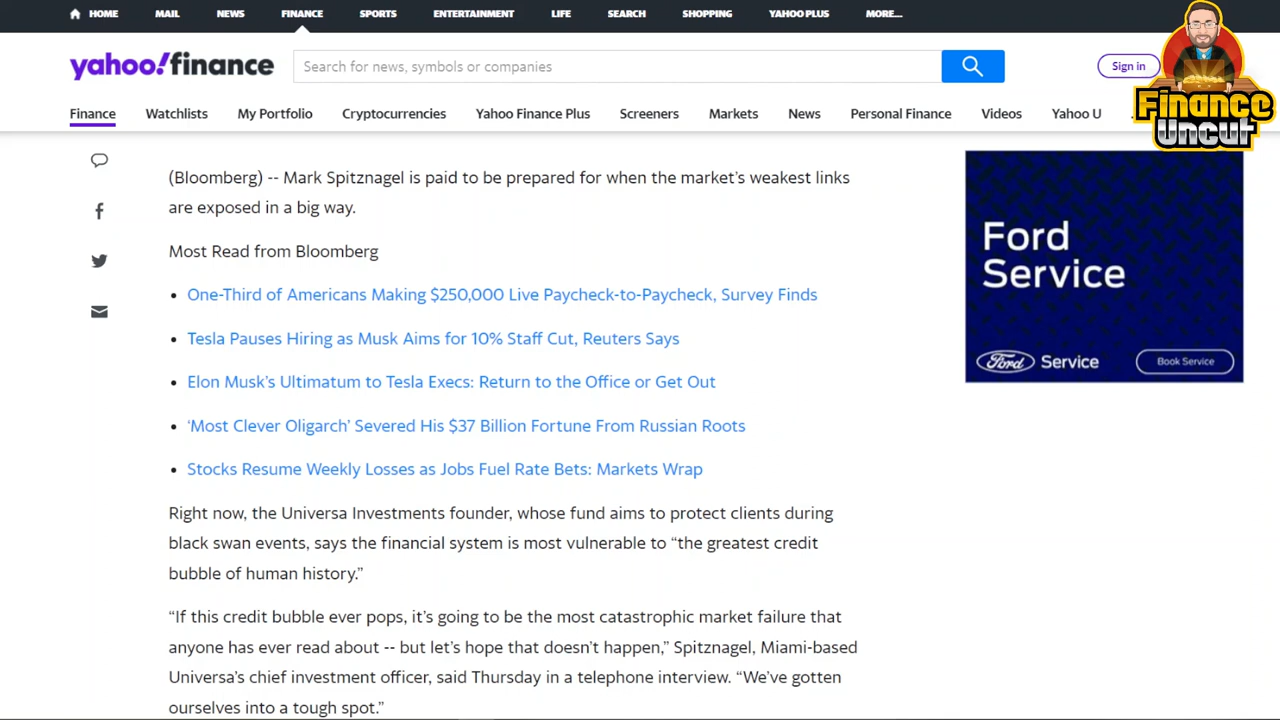 HOME MAIL NEWS FINANCE SPORTS ENTERTAINMENT LIFE SEARCH SHOPPING YAHOO PLUS MORE...
yahoo!finance
Search for news, symbols or companies
Sign in
Finance Uncut
Finance Watchlists My Portfolio Cryptocurrencies Yahoo Finance Plus Screeners Markets News Personal Finance Videos Yahoo U
(Bloomberg) -- Mark Spitznagel is paid to be prepared for when the market's weakest links
are exposed in a big way.
Most Read from Bloomberg
• One-Third of Americans Making $250,000 Live Paycheck-to-Paycheck, Survey Finds
• Tesla Pauses Hiring as Musk Aims for 10% Staff Cut, Reuters Says
• Elon Musk's Ultimatum to Tesla Execs: Return to the Office or Get Out
• ‘Most Clever Oligarch’ Severed His $37 Billion Fortune From Russian Roots
• Stocks Resume Weekly Losses as Jobs Fuel Rate Bets: Markets Wrap
Right now, the Universa Investments founder, whose fund aims to protect clients during
black swan events, says the financial system is most vulnerable to “the greatest credit
bubble of human history.”
“If this credit bubble ever pops, it's going to be the most catastrophic market failure that
anyone has ever read about -- but let's hope that doesn't happen,” Spitznagel, Miami-based
Universa's chief investment officer, said Thursday in a telephone interview. “We've gotten
ourselves into a tough spot.”
Ford
Service
Ford Service
Book Service